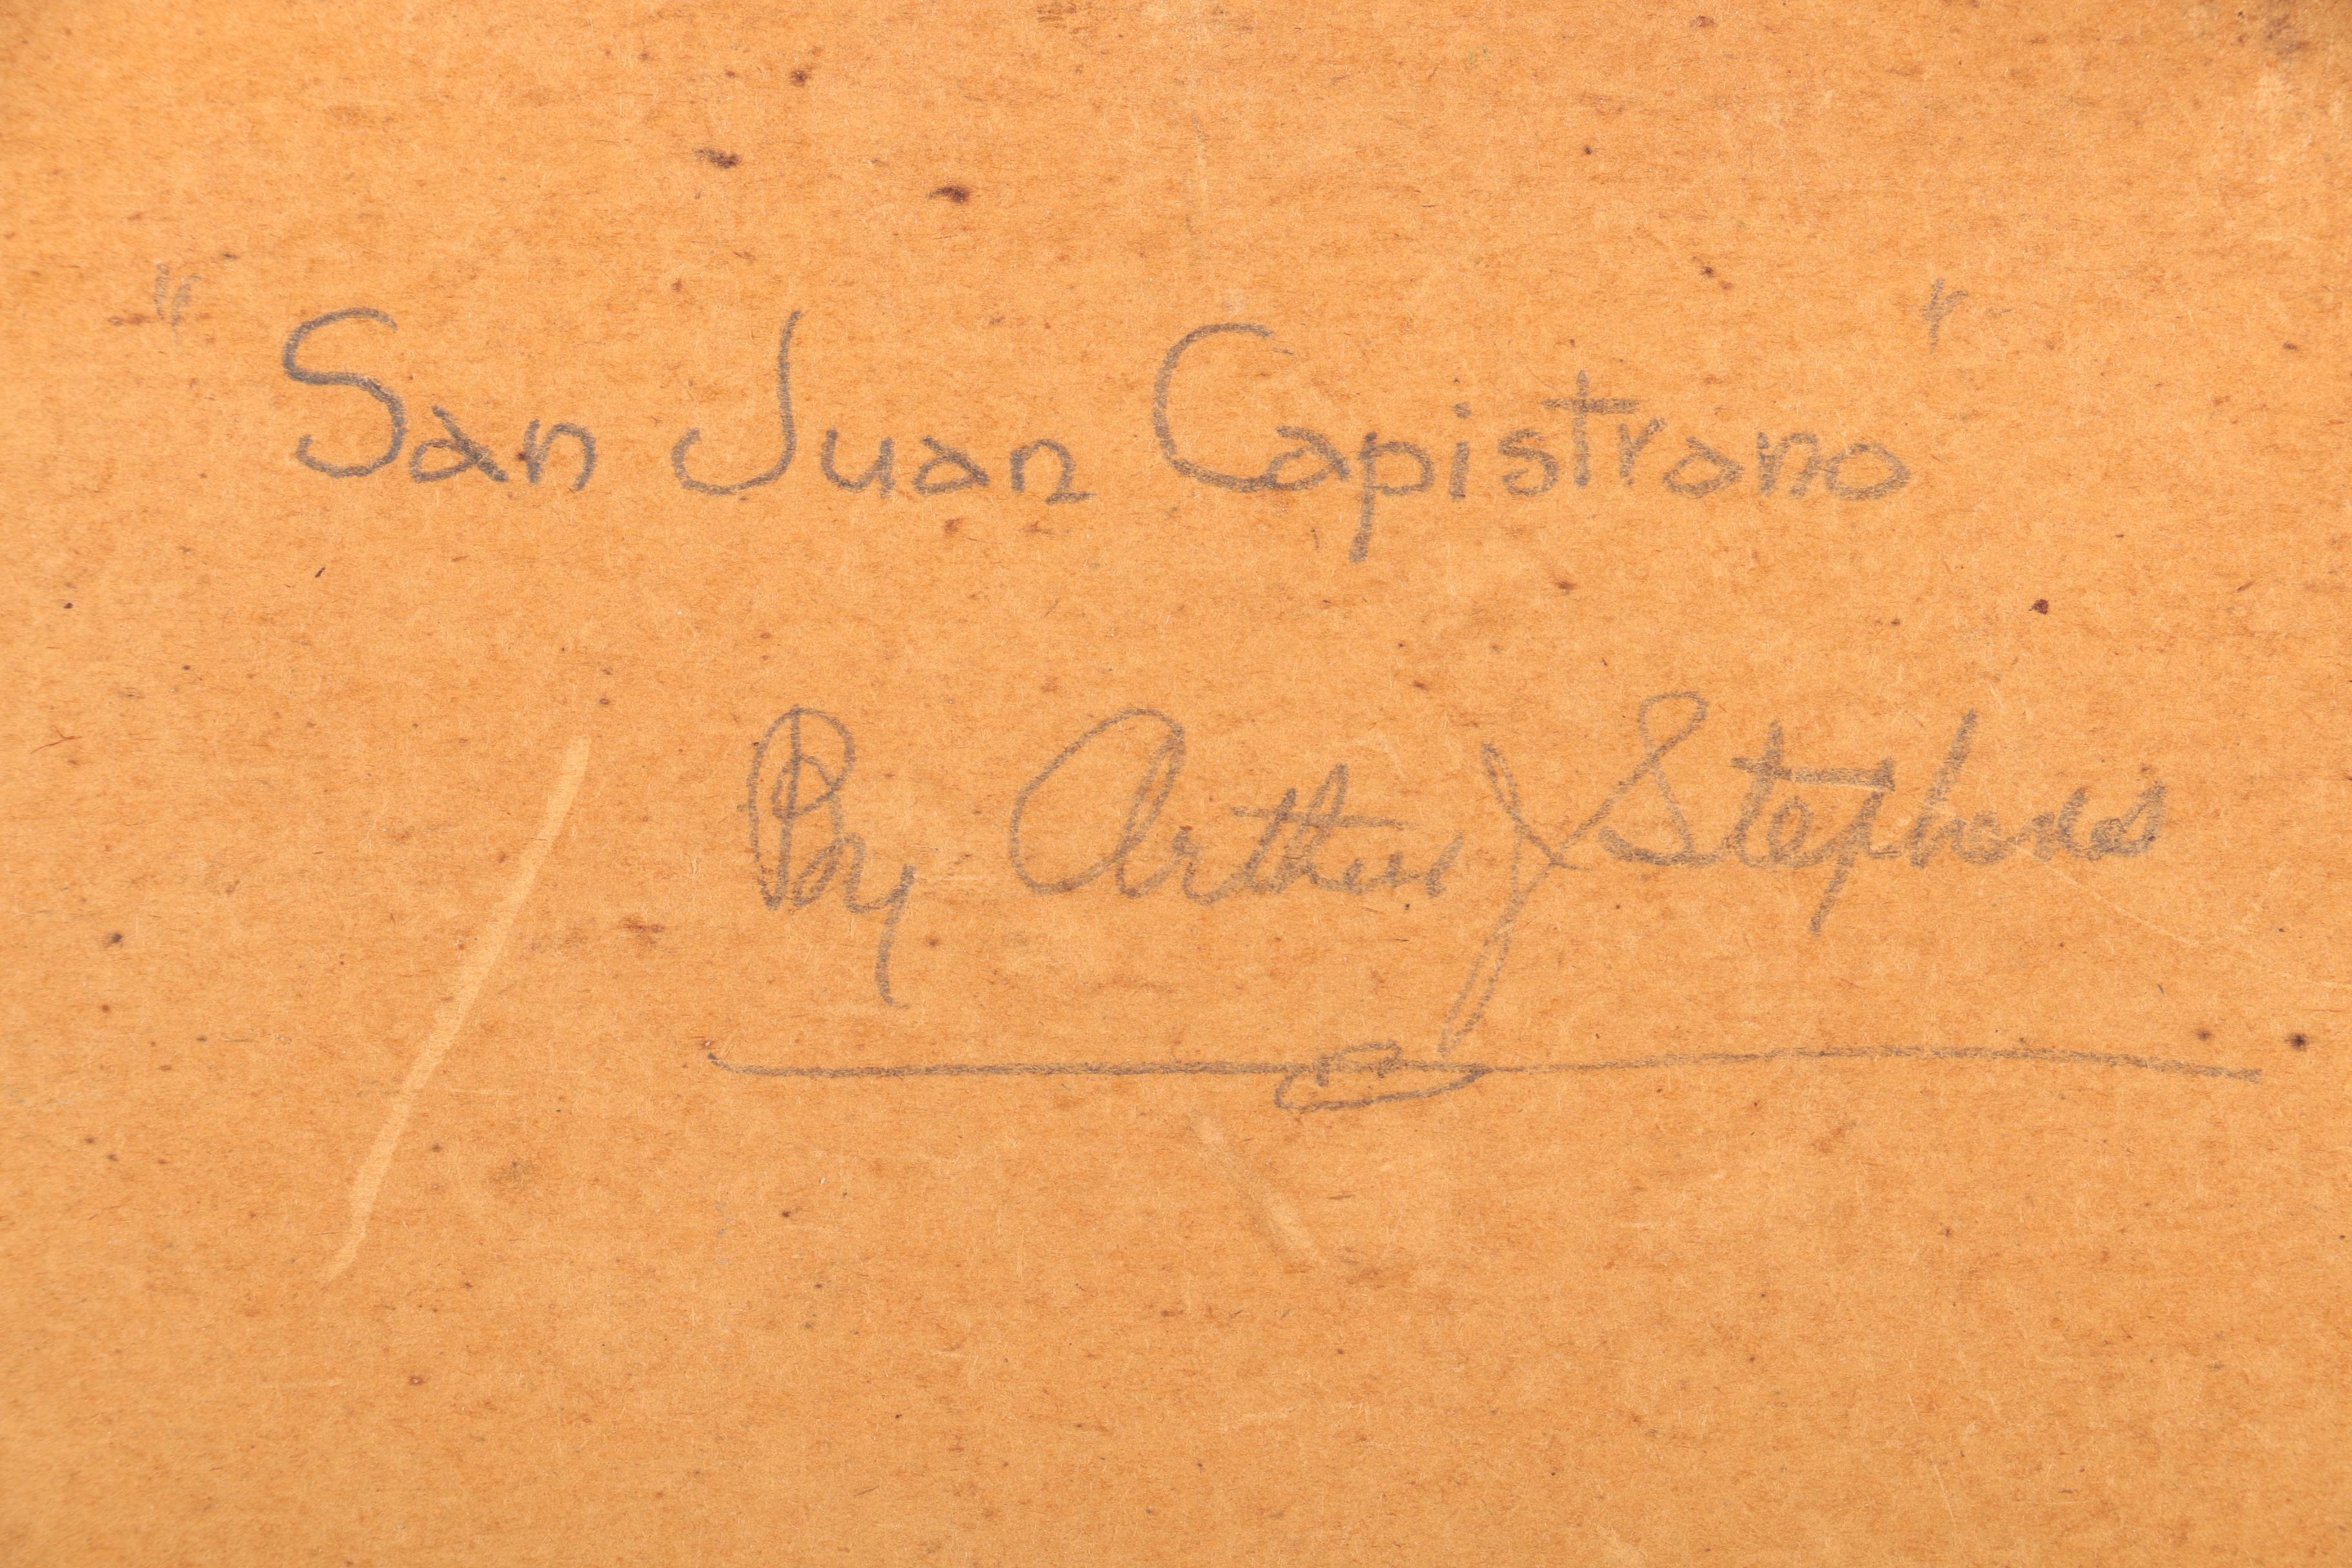 "San Juan Capistrano"
By Arthur J Stephens